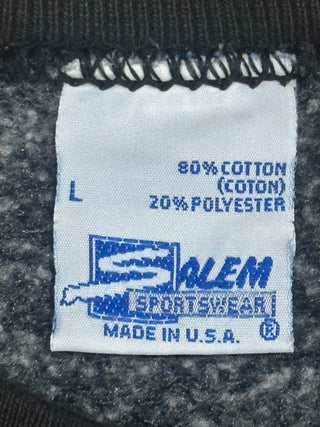 80% COTTON
(COTON)
L
20% POLYESTER
SALEM
SPORTSWEAR
MADE IN U.S.A. ®